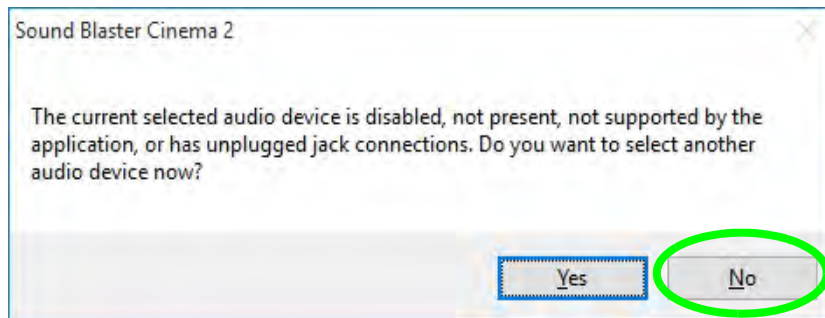 Sound Blaster Cinema 2
The current selected audio device is disabled, not present, not supported by the
application, or has unplugged jack connections. Do you want to select another
audio device now?
Yes
No